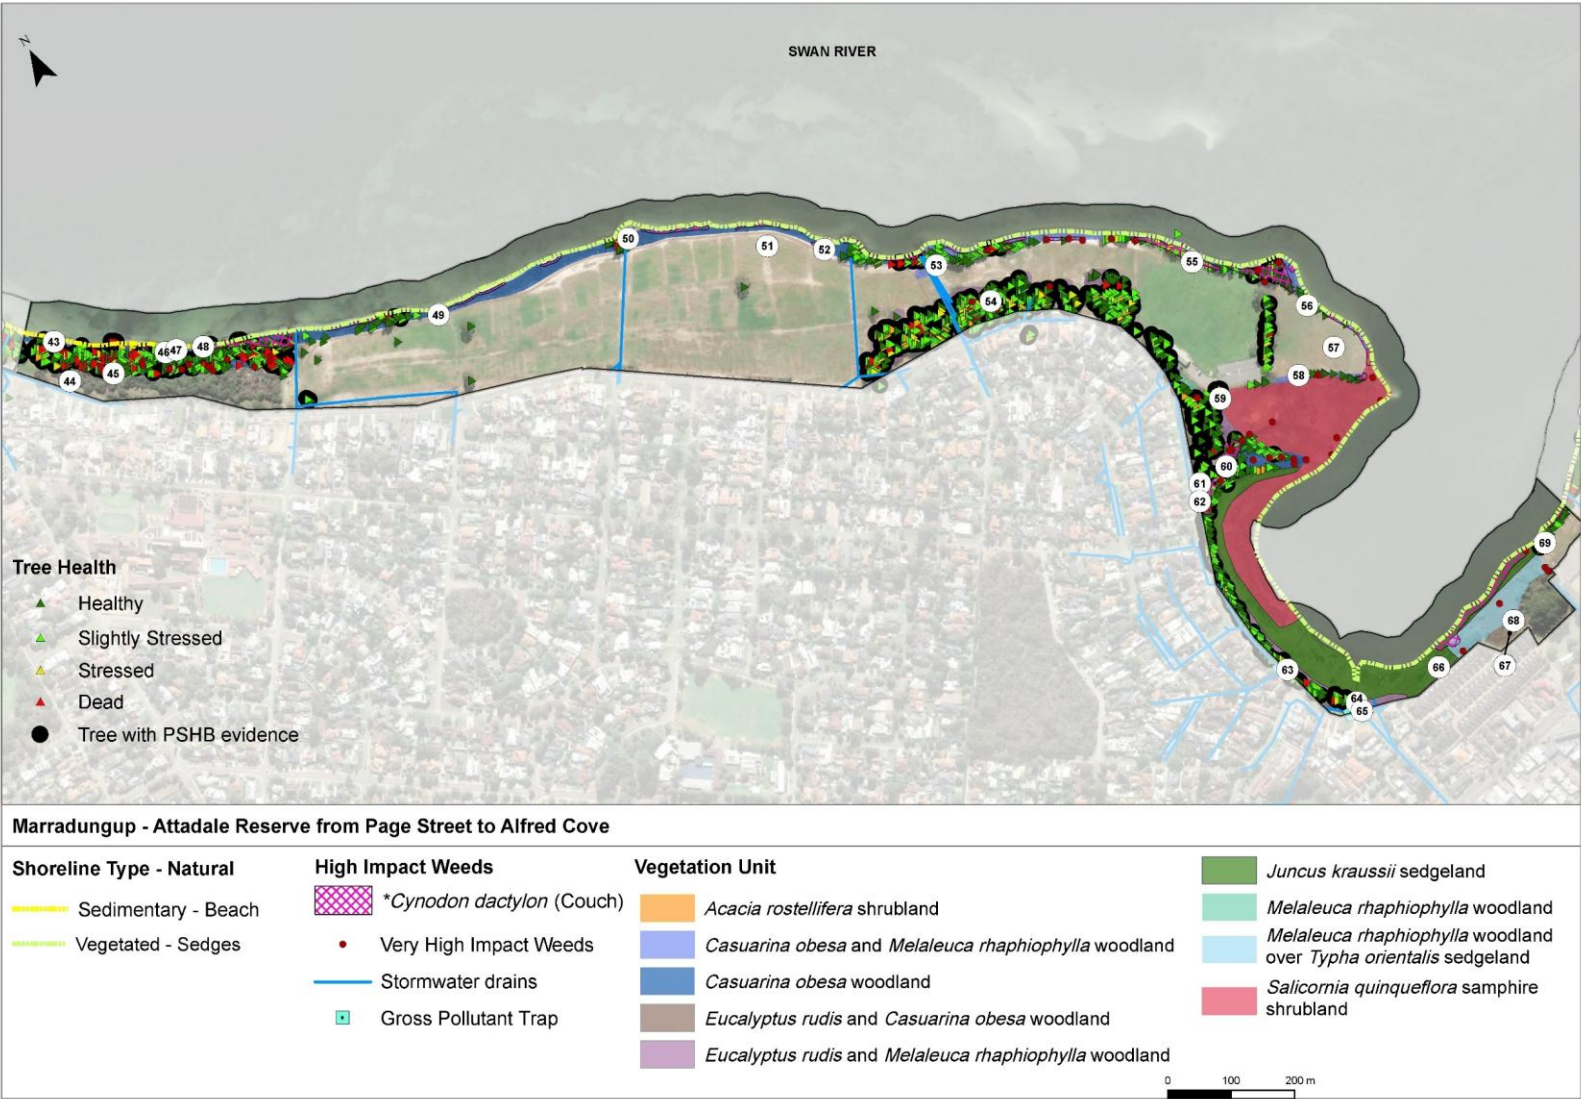 N
SWAN RIVER
50
51
52
53
55
54
56
57
43
46
47
48
49
44
45
58
59
60
61
62
63
64
65
66
67
68
69
Tree Health
Healthy
Slightly Stressed
Stressed
Dead
Tree with PSHB evidence
Marradungup - Attadale Reserve from Page Street to Alfred Cove
Shoreline Type - Natural
Sedimentary - Beach
Vegetated - Sedges
High Impact Weeds
*Cynodon dactylon (Couch)
Very High Impact Weeds
Stormwater drains
Gross Pollutant Trap
Vegetation Unit
Acacia rostellifera shrubland
Casuarina obesa and Melaleuca rhaphiophylla woodland
Casuarina obesa woodland
Eucalyptus rudis and Casuarina obesa woodland
Eucalyptus rudis and Melaleuca rhaphiophylla woodland
Juncus kraussii sedgeland
Melaleuca rhaphiophylla woodland
Melaleuca rhaphiophylla woodland
over Typha orientalis sedgeland
Salicornia quinqueflora samphire
shrubland
0 100 200 m